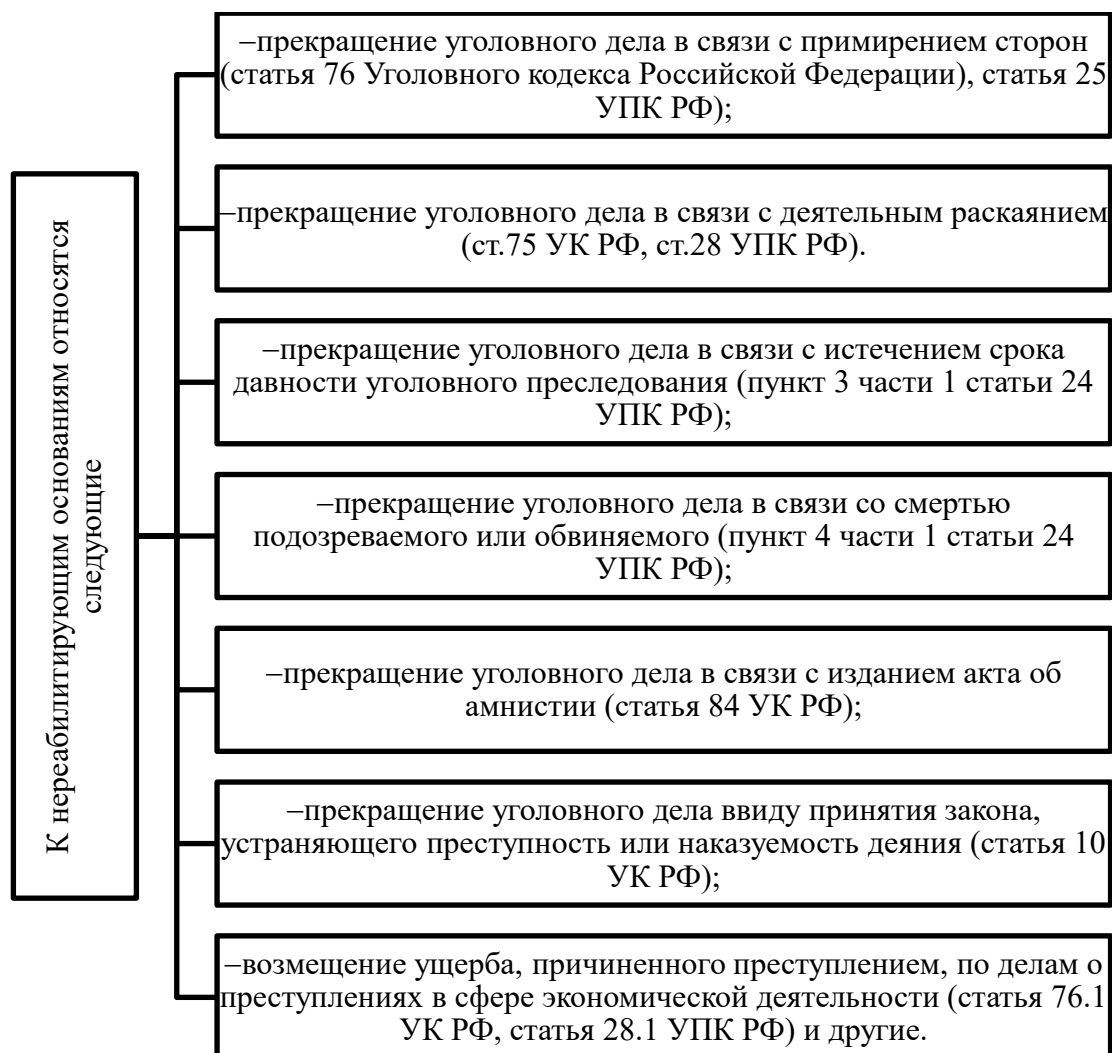 К нереабилитирующим основаниям относятся
следующие
–прекращение уголовного дела в связи с примирением сторон
(статья 76 Уголовного кодекса Российской Федерации), статья 25
УПК РФ);
–прекращение уголовного дела в связи с деятельным раскаянием
(ст.75 УК РФ, ст.28 УПК РФ).
–прекращение уголовного дела в связи с истечением срока
давности уголовного преследования (пункт 3 части 1 статьи 24
УПК РФ);
–прекращение уголовного дела в связи со смертью
подозреваемого или обвиняемого (пункт 4 части 1 статьи 24
УПК РФ);
–прекращение уголовного дела в связи с изданием акта об
амнистии (статья 84 УК РФ);
–прекращение уголовного дела ввиду принятия закона,
устраняющего преступность или наказуемость деяния (статья 10
УК РФ);
–возмещение ущерба, причиненного преступлением, по делам о
преступлениях в сфере экономической деятельности (статья 76.1
УК РФ, статья 28.1 УПК РФ) и другие.